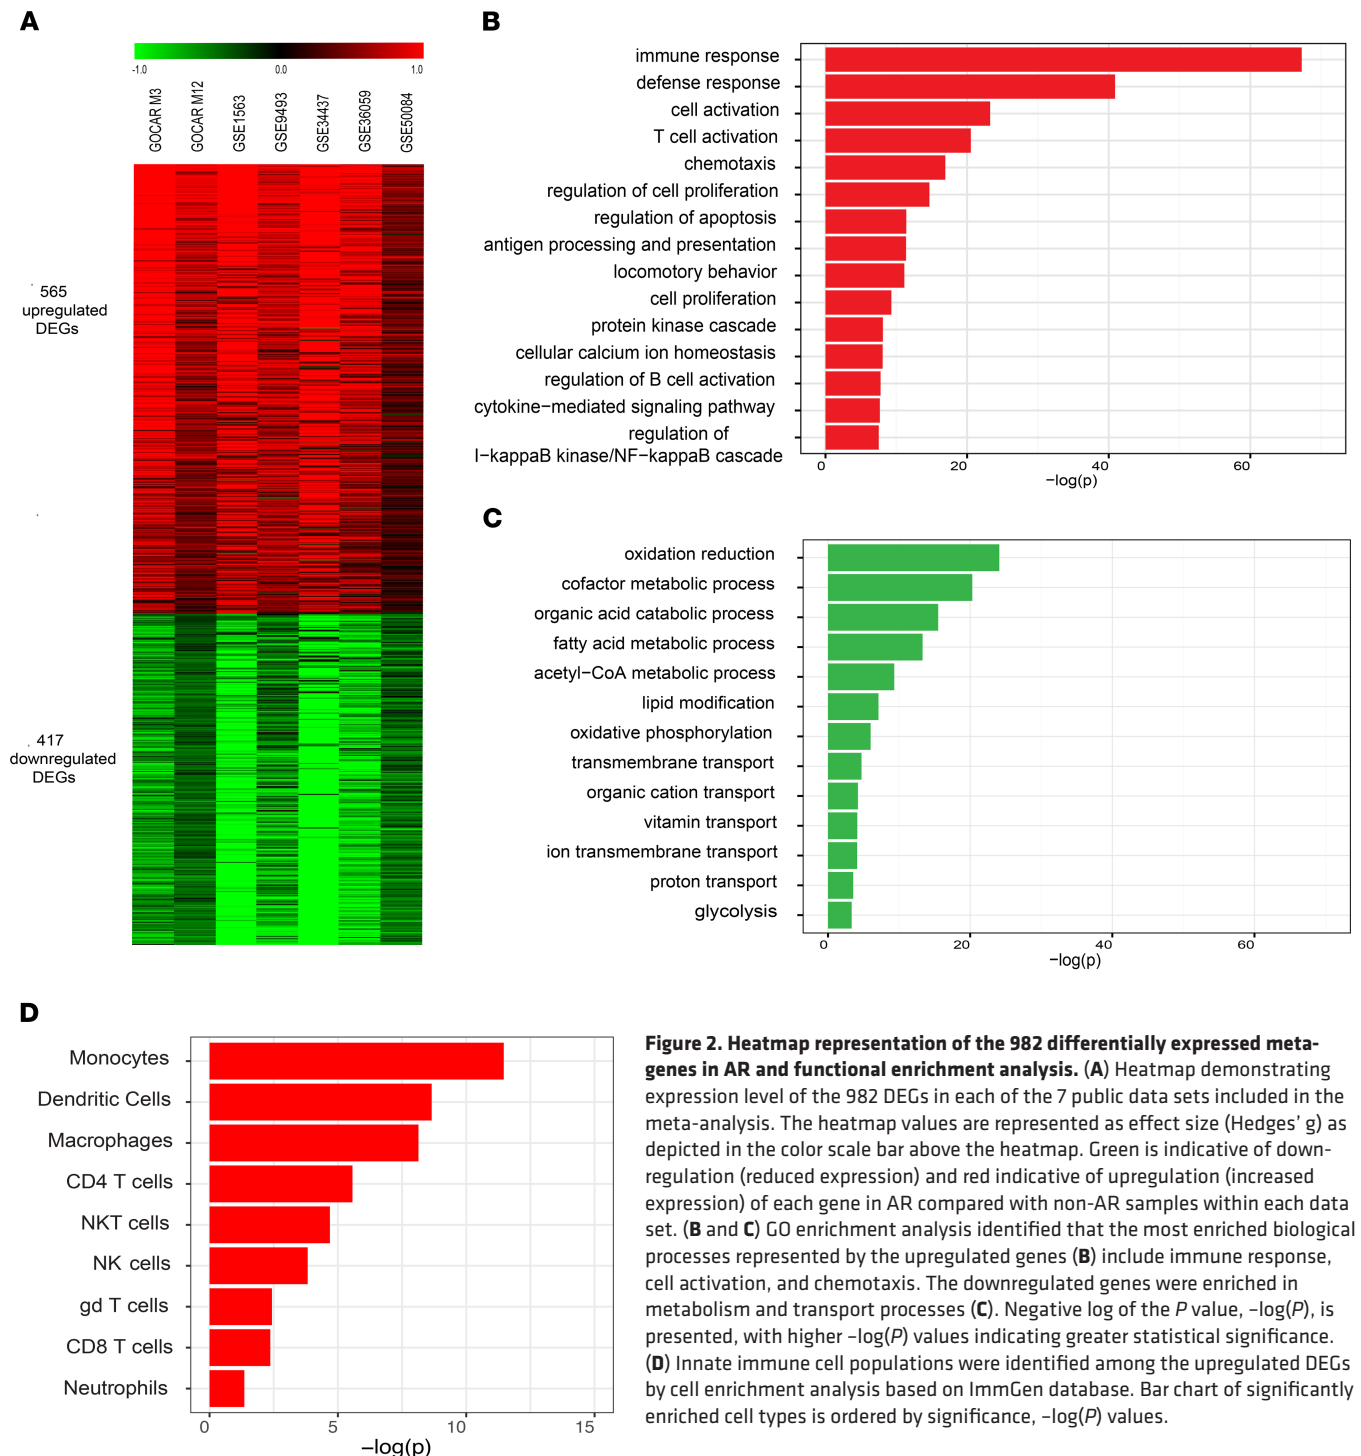 A
-1.0
0.0
1.0
GOCAR M3
GOCAR M12
GSE1563
GSE9493
GSE34437
GSE36059
GSE50084
565
upregulated
DEGs
417
downregulated
DEGs
B
immune response
defense response
cell activation
T cell activation
chemotaxis
regulation of cell proliferation
regulation of apoptosis
antigen processing and presentation
locomotory behavior
cell proliferation
protein kinase cascade
cellular calcium ion homeostasis
regulation of B cell activation
cytokine−mediated signaling pathway
regulation of
I−kappaB kinase/NF−kappaB cascade
0
20
40
60
−log(p)
C
oxidation reduction
cofactor metabolic process
organic acid catabolic process
fatty acid metabolic process
acetyl−CoA metabolic process
lipid modification
oxidative phosphorylation
transmembrane transport
organic cation transport
vitamin transport
ion transmembrane transport
proton transport
glycolysis
0
20
40
60
−log(p)
D
Monocytes
Dendritic Cells
Macrophages
CD4 T cells
NKT cells
NK cells
gd T cells
CD8 T cells
Neutrophils
0
5
10
15
−log(p)
Figure 2. Heatmap representation of the 982 differentially expressed meta-
genes in AR and functional enrichment analysis. (A) Heatmap demonstrating
expression level of the 982 DEGs in each of the 7 public data sets included in the
meta-analysis. The heatmap values are represented as effect size (Hedges’ g) as
depicted in the color scale bar above the heatmap. Green is indicative of down-
regulation (reduced expression) and red indicative of upregulation (increased
expression) of each gene in AR compared with non-AR samples within each data
set. (B and C) GO enrichment analysis identified that the most enriched biological
processes represented by the upregulated genes (B) include immune response,
cell activation, and chemotaxis. The downregulated genes were enriched in
metabolism and transport processes (C). Negative log of the P value, –log(P), is
presented, with higher –log(P) values indicating greater statistical significance.
(D) Innate immune cell populations were identified among the upregulated DEGs
by cell enrichment analysis based on ImmGen database. Bar chart of significantly
enriched cell types is ordered by significance, –log(P) values.